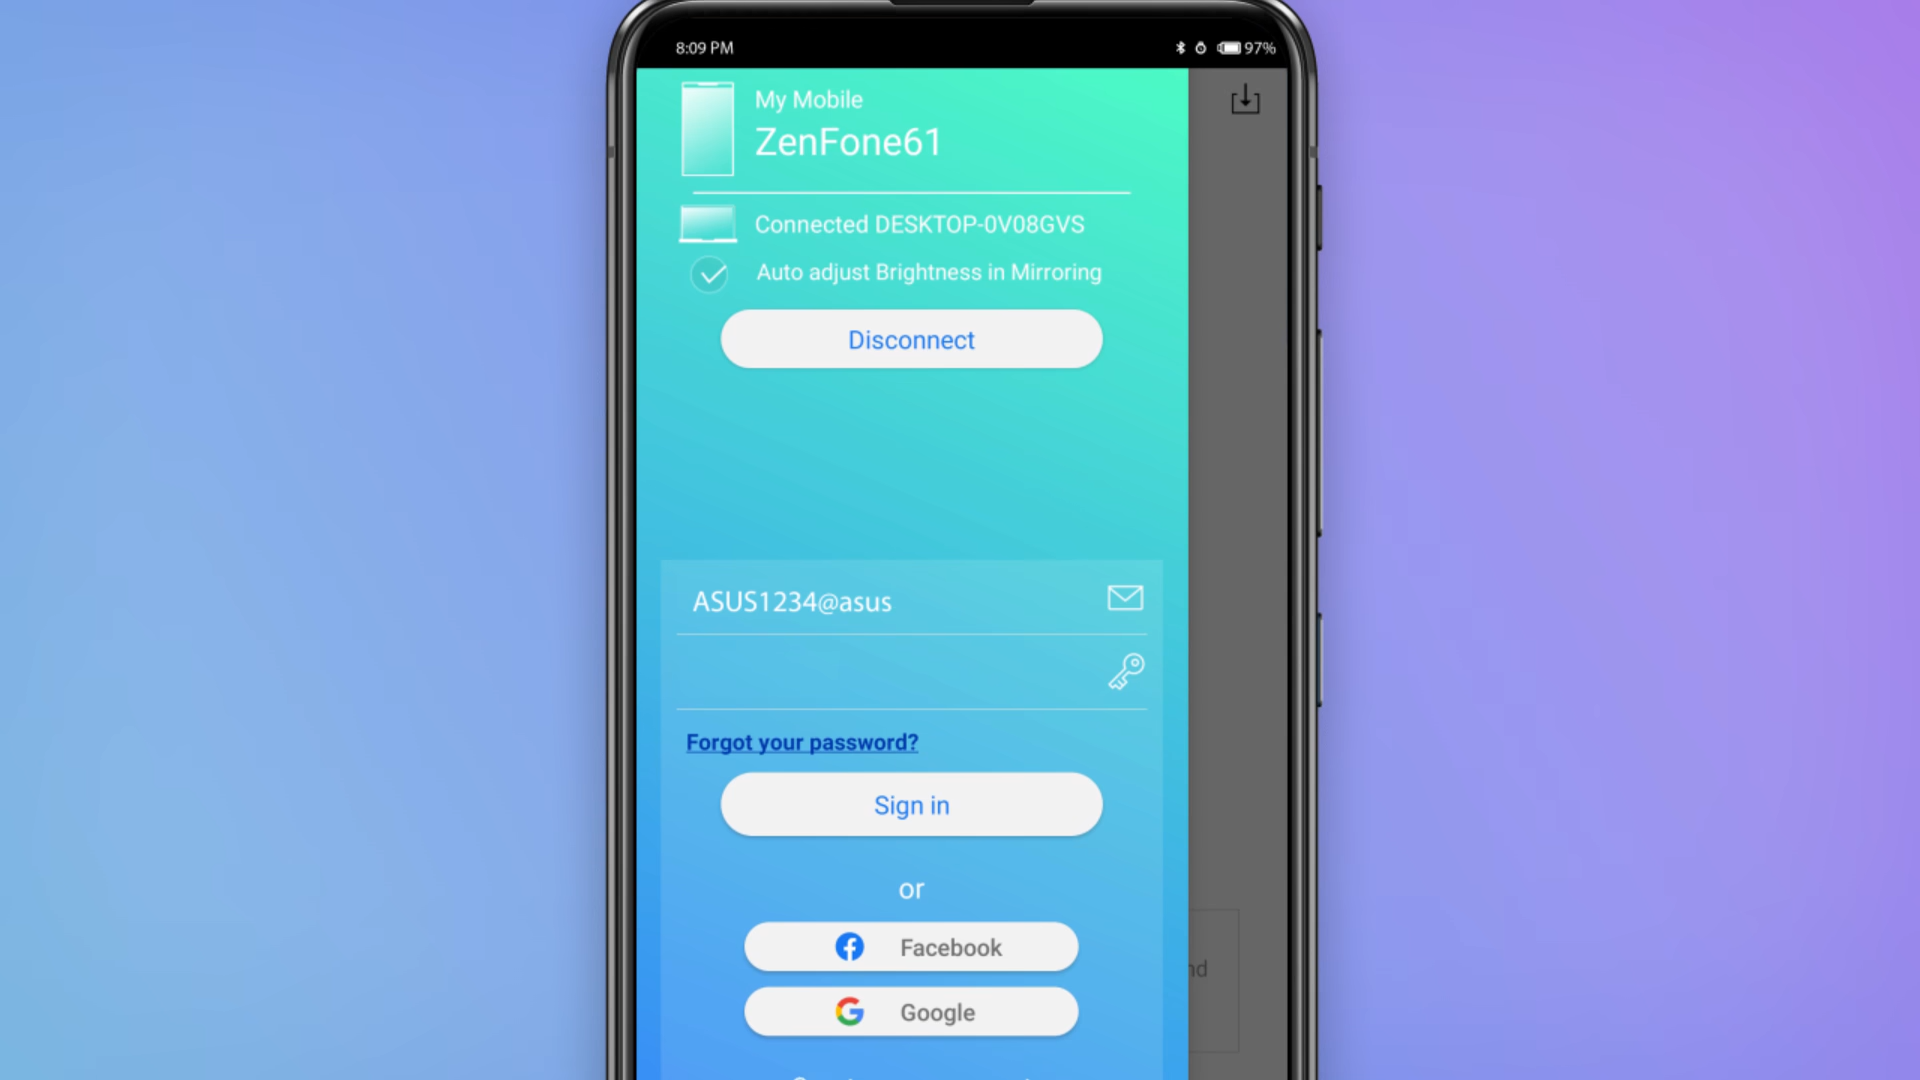 8:09 PM
97%
My Mobile
ZenFone61
Connected DESKTOP-0V08GVS
Auto adjust Brightness in Mirroring
Disconnect
ASUS1234@asus
Forgot your password?
Sign in
or
Facebook
nd
Google